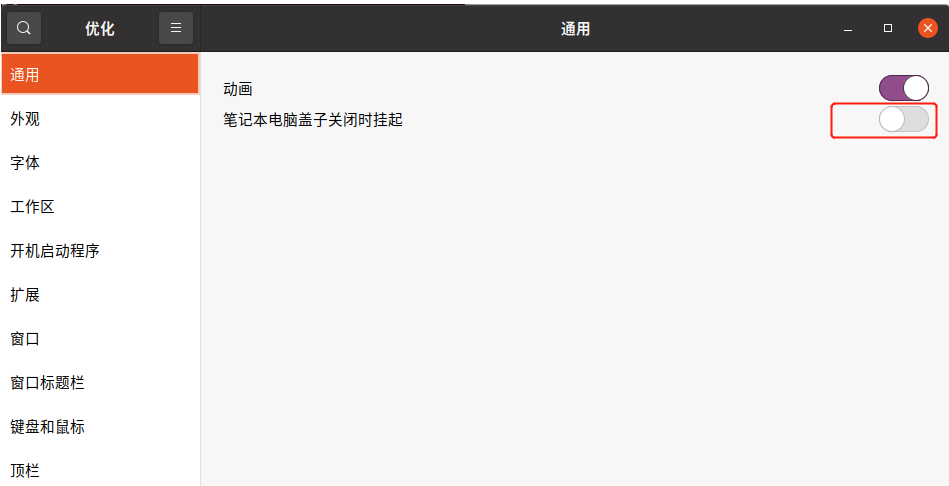 优化
通用
通用
动画
笔记本电脑盖子关闭时挂起
外观
字体
工作区
开机启动程序
扩展
窗口
窗口标题栏
键盘和鼠标
顶栏